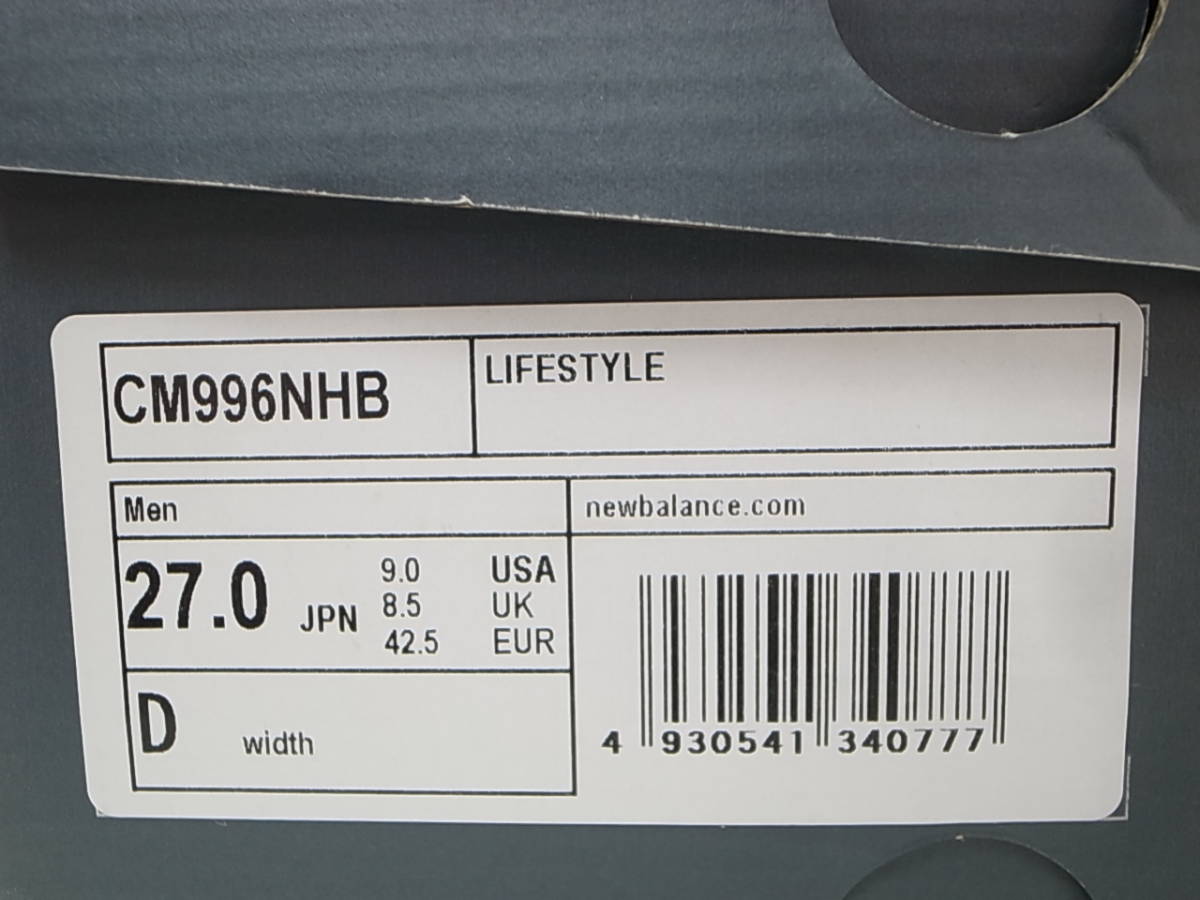 CM996NHB
LIFESTYLE
Men
newbalance.com
27.0 JPN
9.0 USA
8.5 UK
42.5 EUR
D width
4 930541 340777